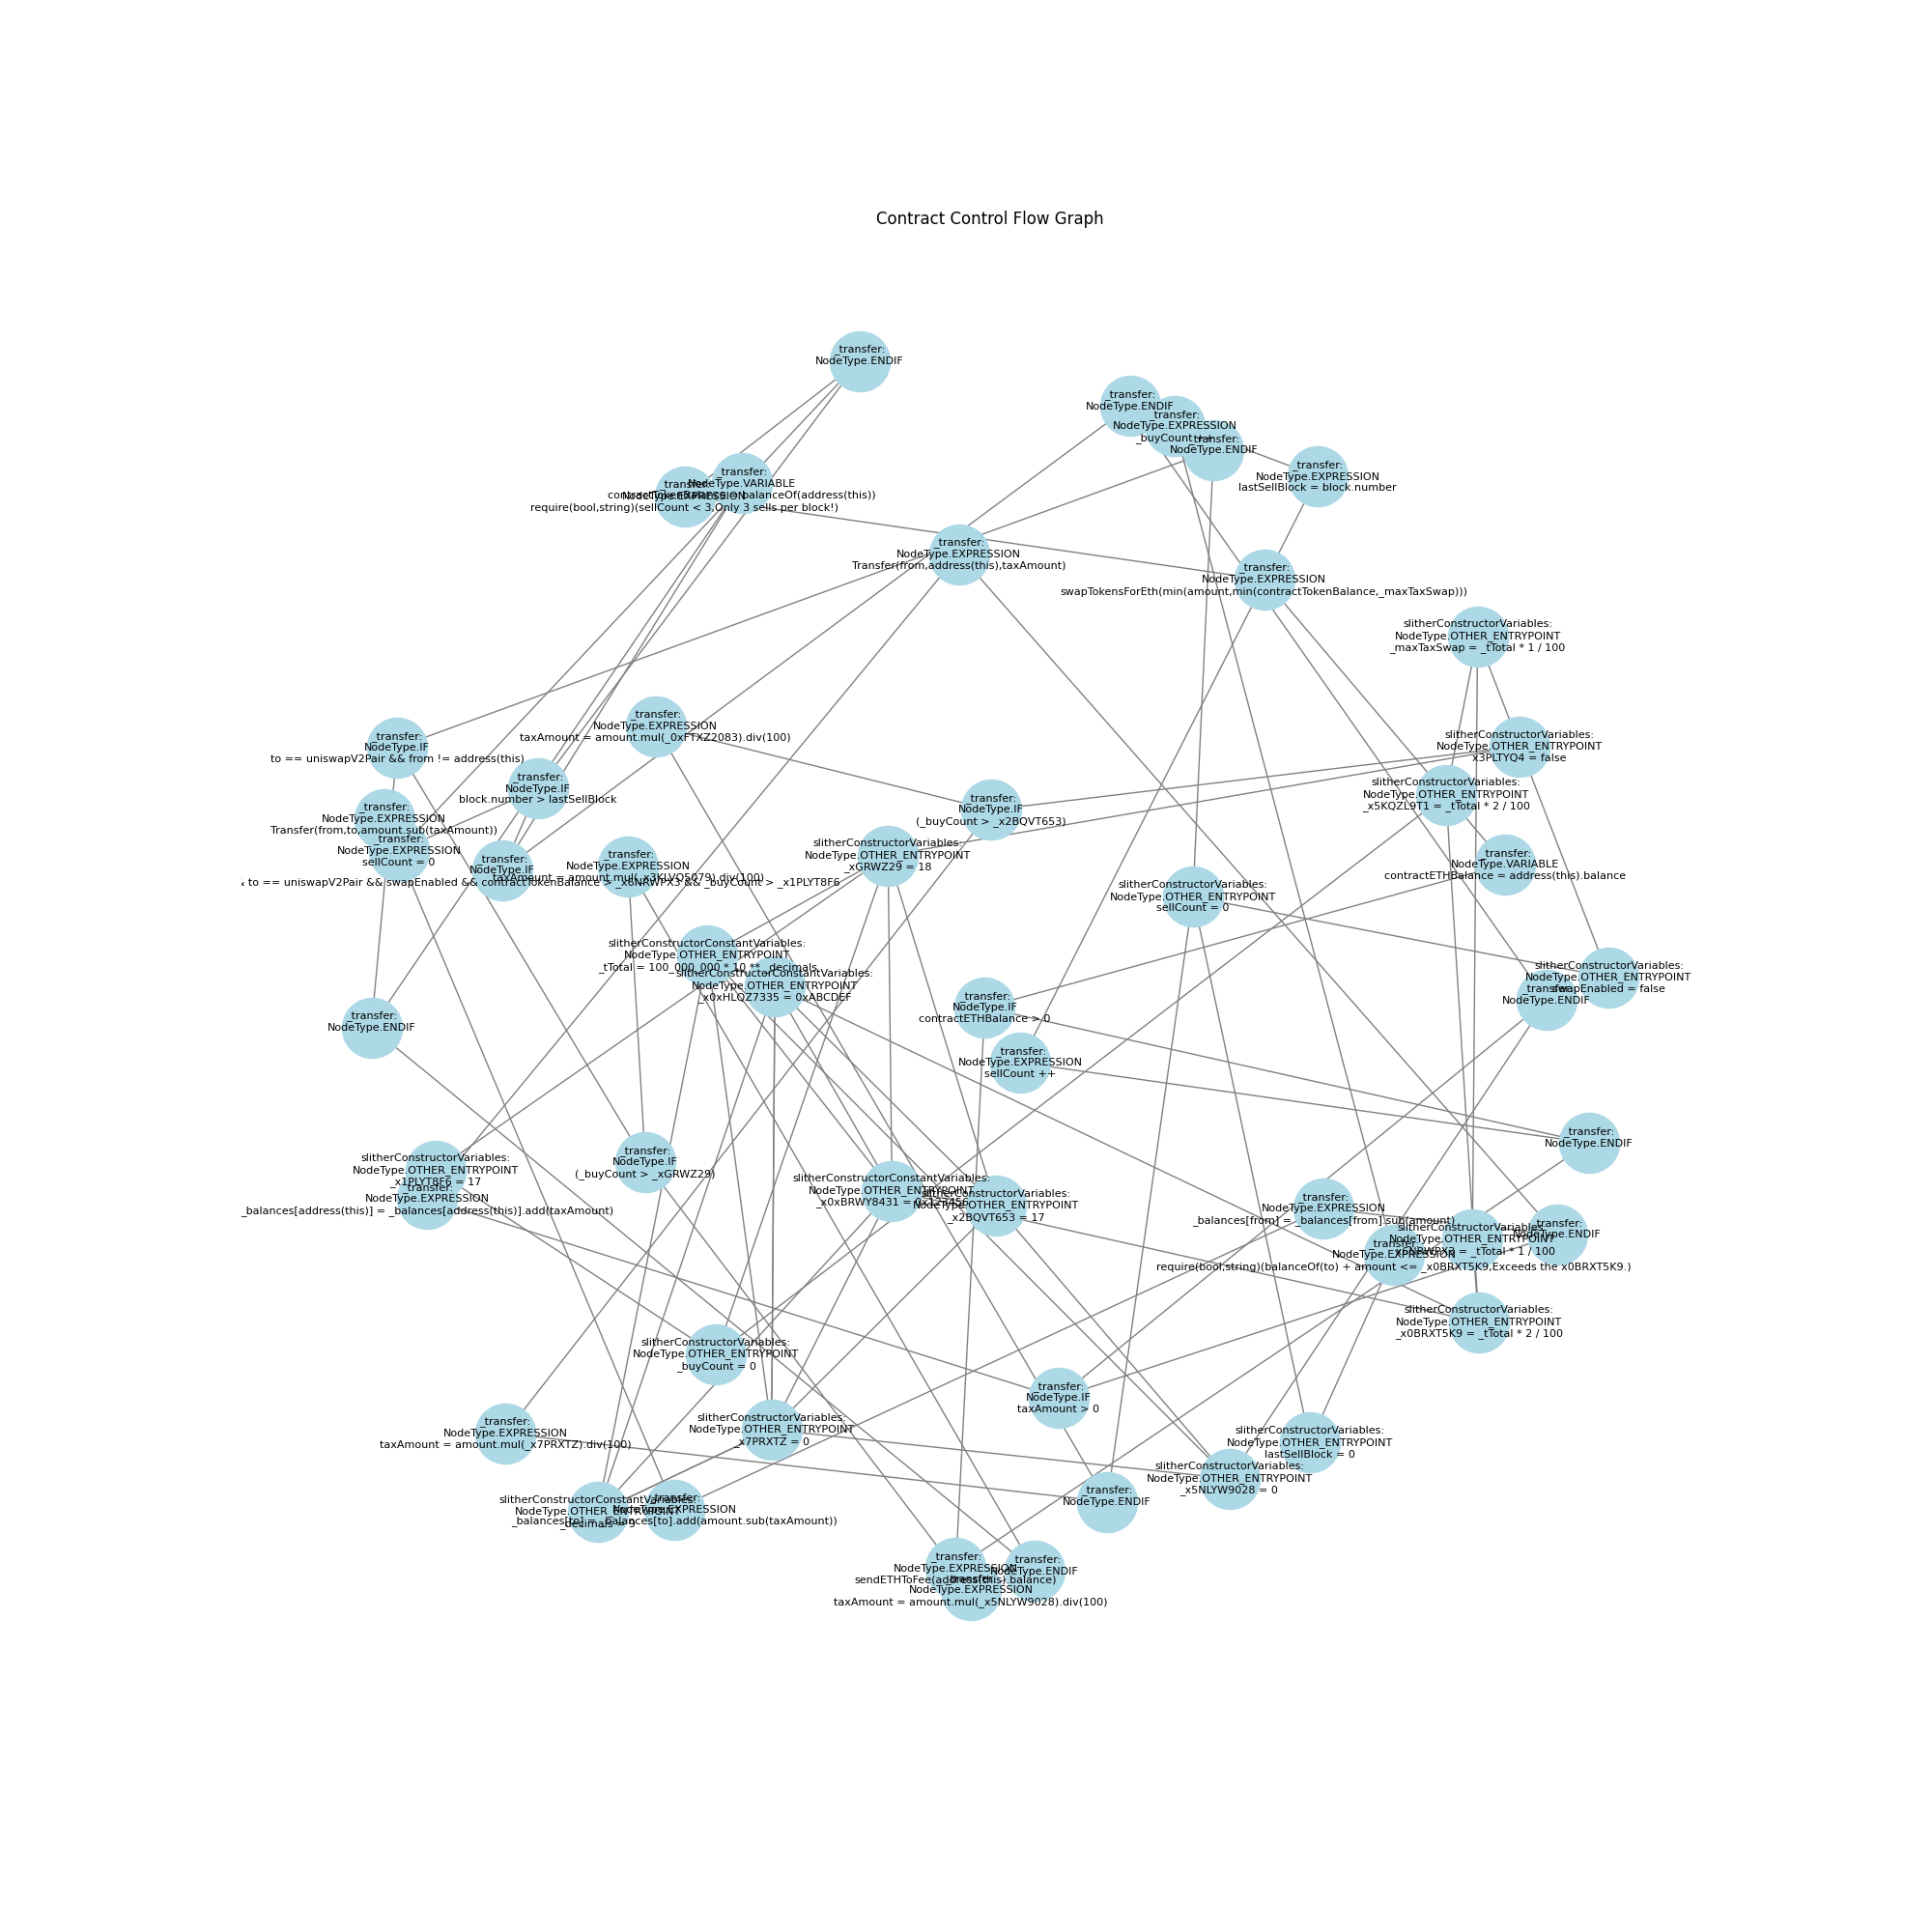 Contract Control Flow Graph
_transfer:
NodeType.ENDIF
_transfer:
NodeType.ENDIF
_transfer:
NodeType.EXPRESSION
_buyCount ++
_transfer:
NodeType.ENDIF
_transfer:
NodeType.EXPRESSION
lastSellBlock = block.number
_transfer:
NodeType.VARIABLE
contractTokenBalance = balanceOf(address(this))
_transfer:
NodeType.EXPRESSION
require(bool,string)(sellCount < 3,Only 3 sells per block!)
_transfer:
NodeType.EXPRESSION
Transfer(from,address(this),taxAmount)
_transfer:
NodeType.EXPRESSION
swapTokensForEth(min(amount,min(contractTokenBalance,_maxTaxSwap)))
slitherConstructorVariables:
NodeType.OTHER_ENTRYPOINT
_maxTaxSwap = _tTotal * 1 / 100
_transfer:
NodeType.EXPRESSION
taxAmount = amount.mul(_0xFTXZ2083).div(100)
_transfer:
NodeType.IF
to == uniswapV2Pair && from != address(this)
slitherConstructorVariables:
NodeType.OTHER_ENTRYPOINT
x3PLTYQ4 = false
_transfer:
NodeType.IF
block.number > lastSellBlock
slitherConstructorVariables:
NodeType.OTHER_ENTRYPOINT
_x5KQZL9T1 = _tTotal * 2 / 100
_transfer:
NodeType.IF
(_buyCount > _x2BQVT653)
_transfer:
NodeType.EXPRESSION
Transfer(from,to,amount.sub(taxAmount))
_transfer:
NodeType.EXPRESSION
sellCount = 0
_transfer:
NodeType.IF
to == uniswapV2Pair && swapEnabled && contractTokenBalance > _x6NRWPX3 && _buyCount > _x1PLYT8F6
_transfer:
NodeType.EXPRESSION
taxAmount = amount.mul(_x3KLVQ5079).div(100)
slitherConstructorVariables:
NodeType.OTHER_ENTRYPOINT
_xGRWZ29 = 18
_transfer:
NodeType.VARIABLE
contractETHBalance = address(this).balance
slitherConstructorVariables:
NodeType.OTHER_ENTRYPOINT
sellCount = 0
slitherConstructorConstantVariables:
NodeType.OTHER_ENTRYPOINT
_tTotal = 100_000_000 * 10 ** _decimals
slitherConstructorConstantVariables:
NodeType.OTHER_ENTRYPOINT
_x0xHLQZ7335 = 0xABCDEF
slitherConstructorVariables:
NodeType.OTHER_ENTRYPOINT
swapEnabled = false
_transfer:
NodeType.ENDIF
_transfer:
NodeType.IF
contractETHBalance > 0
_transfer:
NodeType.ENDIF
_transfer:
NodeType.EXPRESSION
sellCount ++
_transfer:
NodeType.ENDIF
_transfer:
NodeType.IF
(_buyCount > _xGRWZ29)
slitherConstructorVariables:
NodeType.OTHER_ENTRYPOINT
_x1PLYT8F6 = 17
_transfer:
NodeType.EXPRESSION
_balances[address(this)] = _balances[address(this)].add(taxAmount)
slitherConstructorConstantVariables:
NodeType.OTHER_ENTRYPOINT
_x0xBRWY8431 = 0x123456
slitherConstructorVariables:
NodeType.OTHER_ENTRYPOINT
_x2BQVT653 = 17
_transfer:
NodeType.EXPRESSION
_balances[from] = _balances[from].sub(amount)
slitherConstructorVariables:
NodeType.OTHER_ENTRYPOINT
_x6NRWPX3 = _tTotal * 1 / 100
_transfer:
NodeType.ENDIF
_transfer:
NodeType.EXPRESSION
require(bool,string)(balanceOf(to) + amount <= _x0BRXT5K9,Exceeds the x0BRXT5K9.)
slitherConstructorVariables:
NodeType.OTHER_ENTRYPOINT
_x0BRXT5K9 = _tTotal * 2 / 100
slitherConstructorVariables:
NodeType.OTHER_ENTRYPOINT
_buyCount = 0
_transfer:
NodeType.IF
taxAmount > 0
_transfer:
NodeType.EXPRESSION
taxAmount = amount.mul(_x7PRXTZ).div(100)
slitherConstructorVariables:
NodeType.OTHER_ENTRYPOINT
_x7PRXTZ = 0
slitherConstructorVariables:
NodeType.OTHER_ENTRYPOINT
lastSellBlock = 0
slitherConstructorVariables:
NodeType.OTHER_ENTRYPOINT
_x5NLYW9028 = 0
_transfer:
NodeType.ENDIF
slitherConstructorConstantVariables:
NodeType.OTHER_ENTRYPOINT
_decimals = 9
_transfer:
NodeType.EXPRESSION
_balances[to] = _balances[to].add(amount.sub(taxAmount))
_transfer:
NodeType.EXPRESSION
sendETHToFee(address(this).balance)
_transfer:
NodeType.ENDIF
_transfer:
NodeType.EXPRESSION
taxAmount = amount.mul(_x5NLYW9028).div(100)